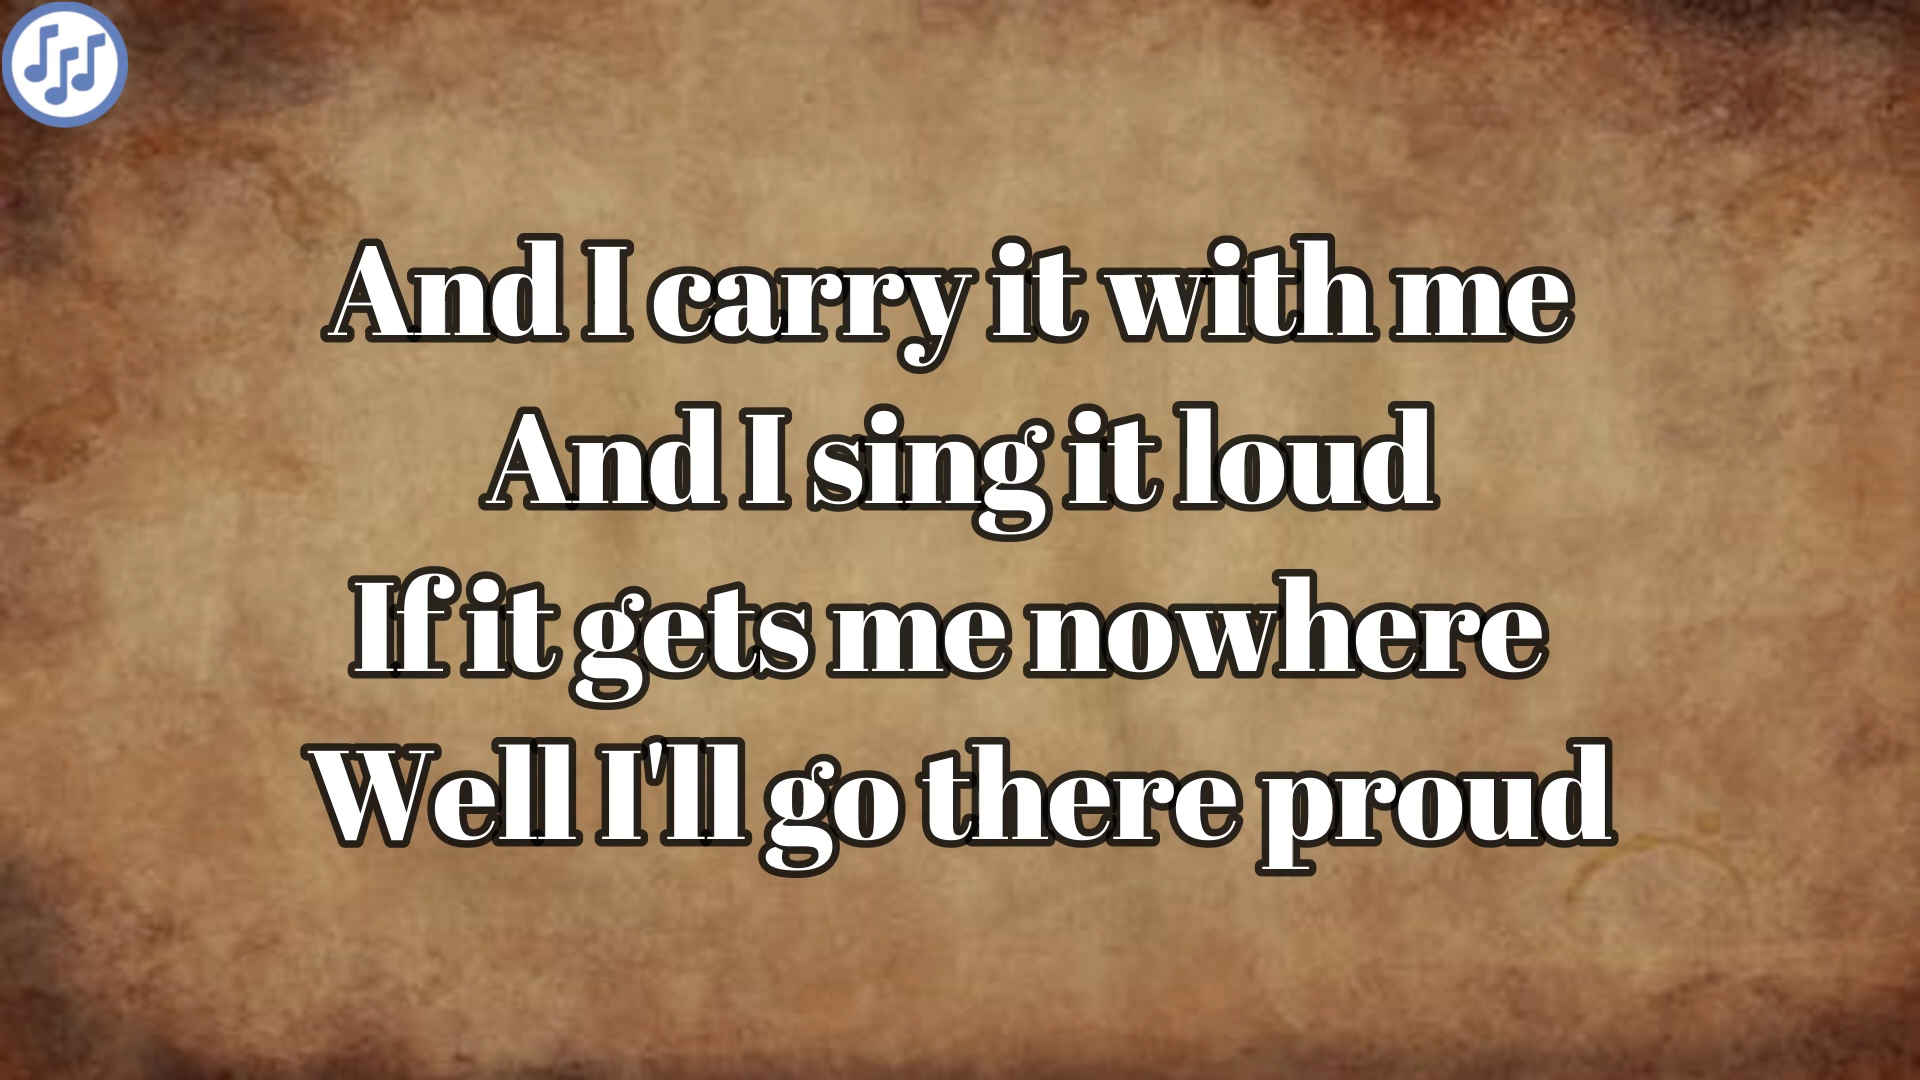 And I carry it with me
And I sing it loud
If it gets me nowhere
Well I'll go there proud